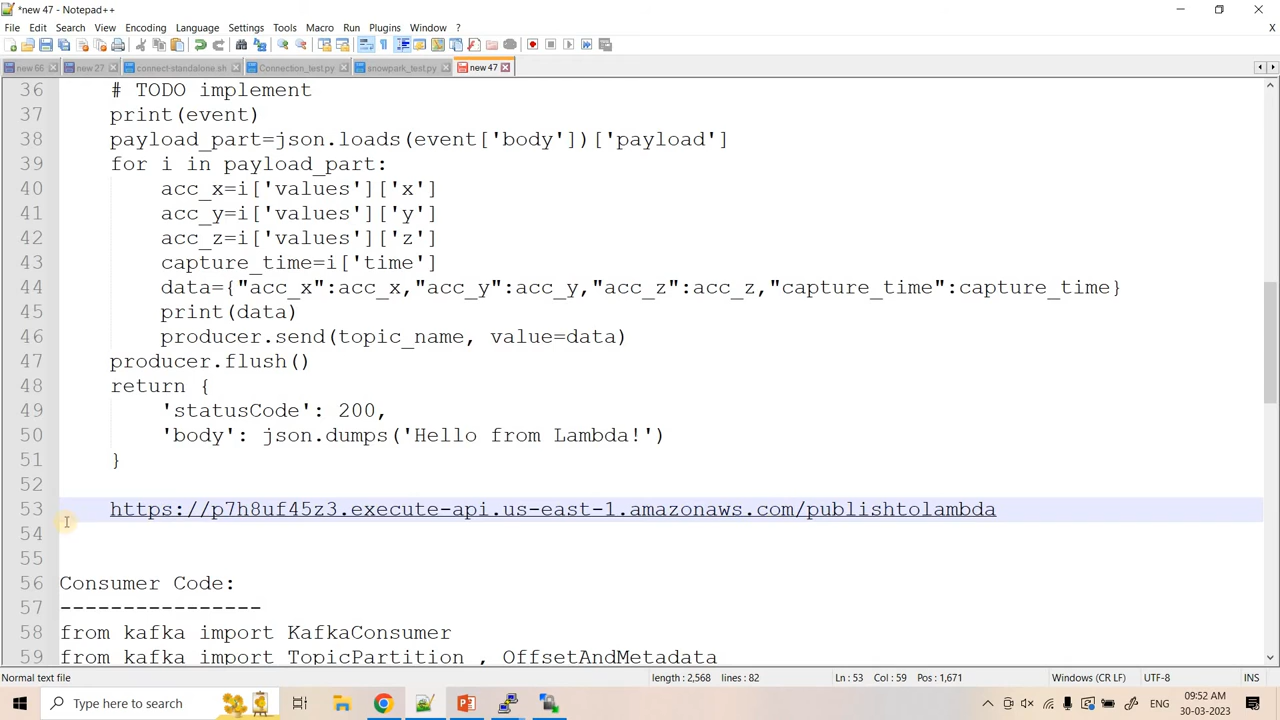 *new 47 - Notepad++
File Edit Search View Encoding Language Settings Tools Macro Run Plugins Window ?
new 66 new 27 connect-standalone.sh Connection_test.py snowpark_test.py new 47
36 # TODO implement
37 print(event)
38 payload_part=json.loads(event['body'])['payload']
39 for i in payload_part:
40 acc_x=i['values']['x']
41 acc_y=i['values']['y']
42 acc_z=i['values']['z']
43 capture_time=i['time']
44 data={"acc_x":acc_x,"acc_y":acc_y,"acc_z":acc_z,"capture_time":capture_time}
45 print(data)
46 producer.send(topic_name, value=data)
47 producer.flush()
48 return {
49 'statusCode': 200,
50 'body': json.dumps('Hello from Lambda!')
51 }
52
53 https://p7h8uf45z3.execute-api.us-east-1.amazonaws.com/publishtolambda
54
55
56 Consumer Code:
57 ----------------
58 from kafka import KafkaConsumer
59 from kafka import TopicPartition , OffsetAndMetadata
Normal text file length : 2,568 lines : 82 Ln : 53 Col : 59 Pos : 1,671 Windows (CR LF) UTF-8 INS
Type here to search
09:52 AM
30-03-2023